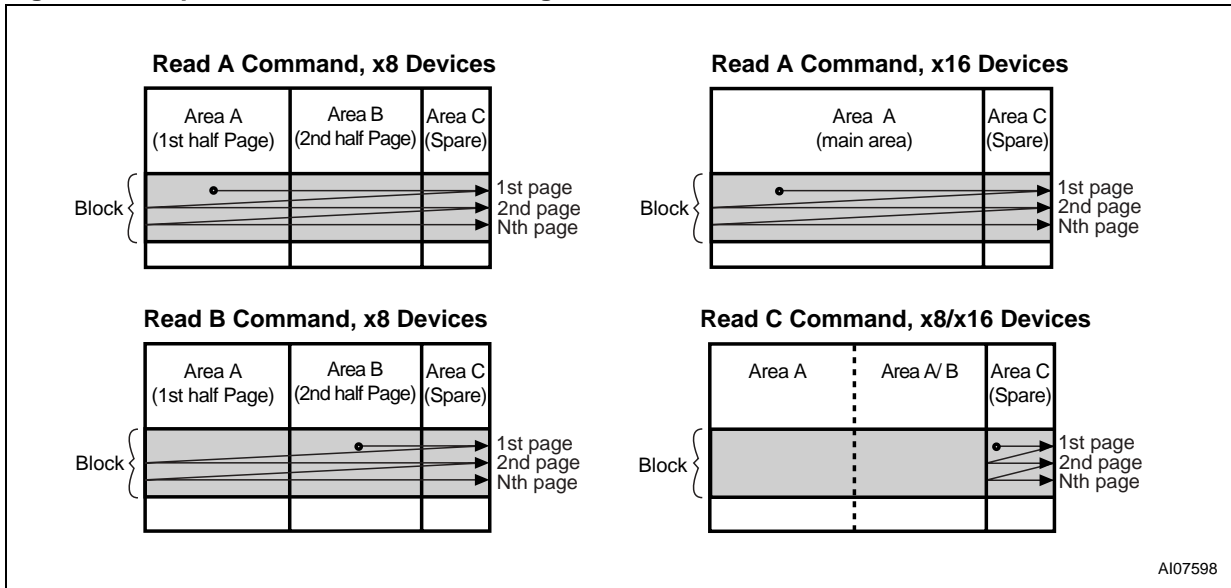 Read A Command, x8 Devices
Area A
(1st half Page)
Area B
(2nd half Page)
Area C
(Spare)
Block
1st page
2nd page
Nth page
Read A Command, x16 Devices
Area A
(main area)
Area C
(Spare)
Block
1st page
2nd page
Nth page
Read B Command, x8 Devices
Area A
(1st half Page)
Area B
(2nd half Page)
Area C
(Spare)
Block
1st page
2nd page
Nth page
Read C Command, x8/x16 Devices
Area A
Area A/ B
Area C
(Spare)
Block
1st page
2nd page
Nth page
AI07598